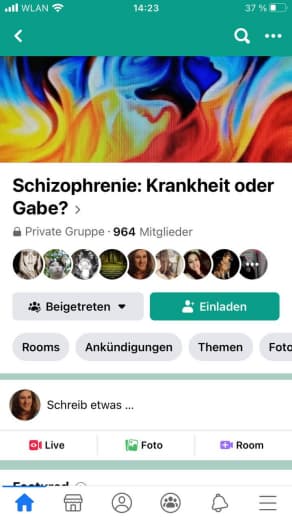 WLAN 14:23 37 %
Schizophrenie: Krankheit oder
Gabe?
Private Gruppe · 964 Mitglieder
Beigetreten Einladen
Rooms Ankündigungen Themen Foto
Schreib etwas ...
Live Foto Room
Featured